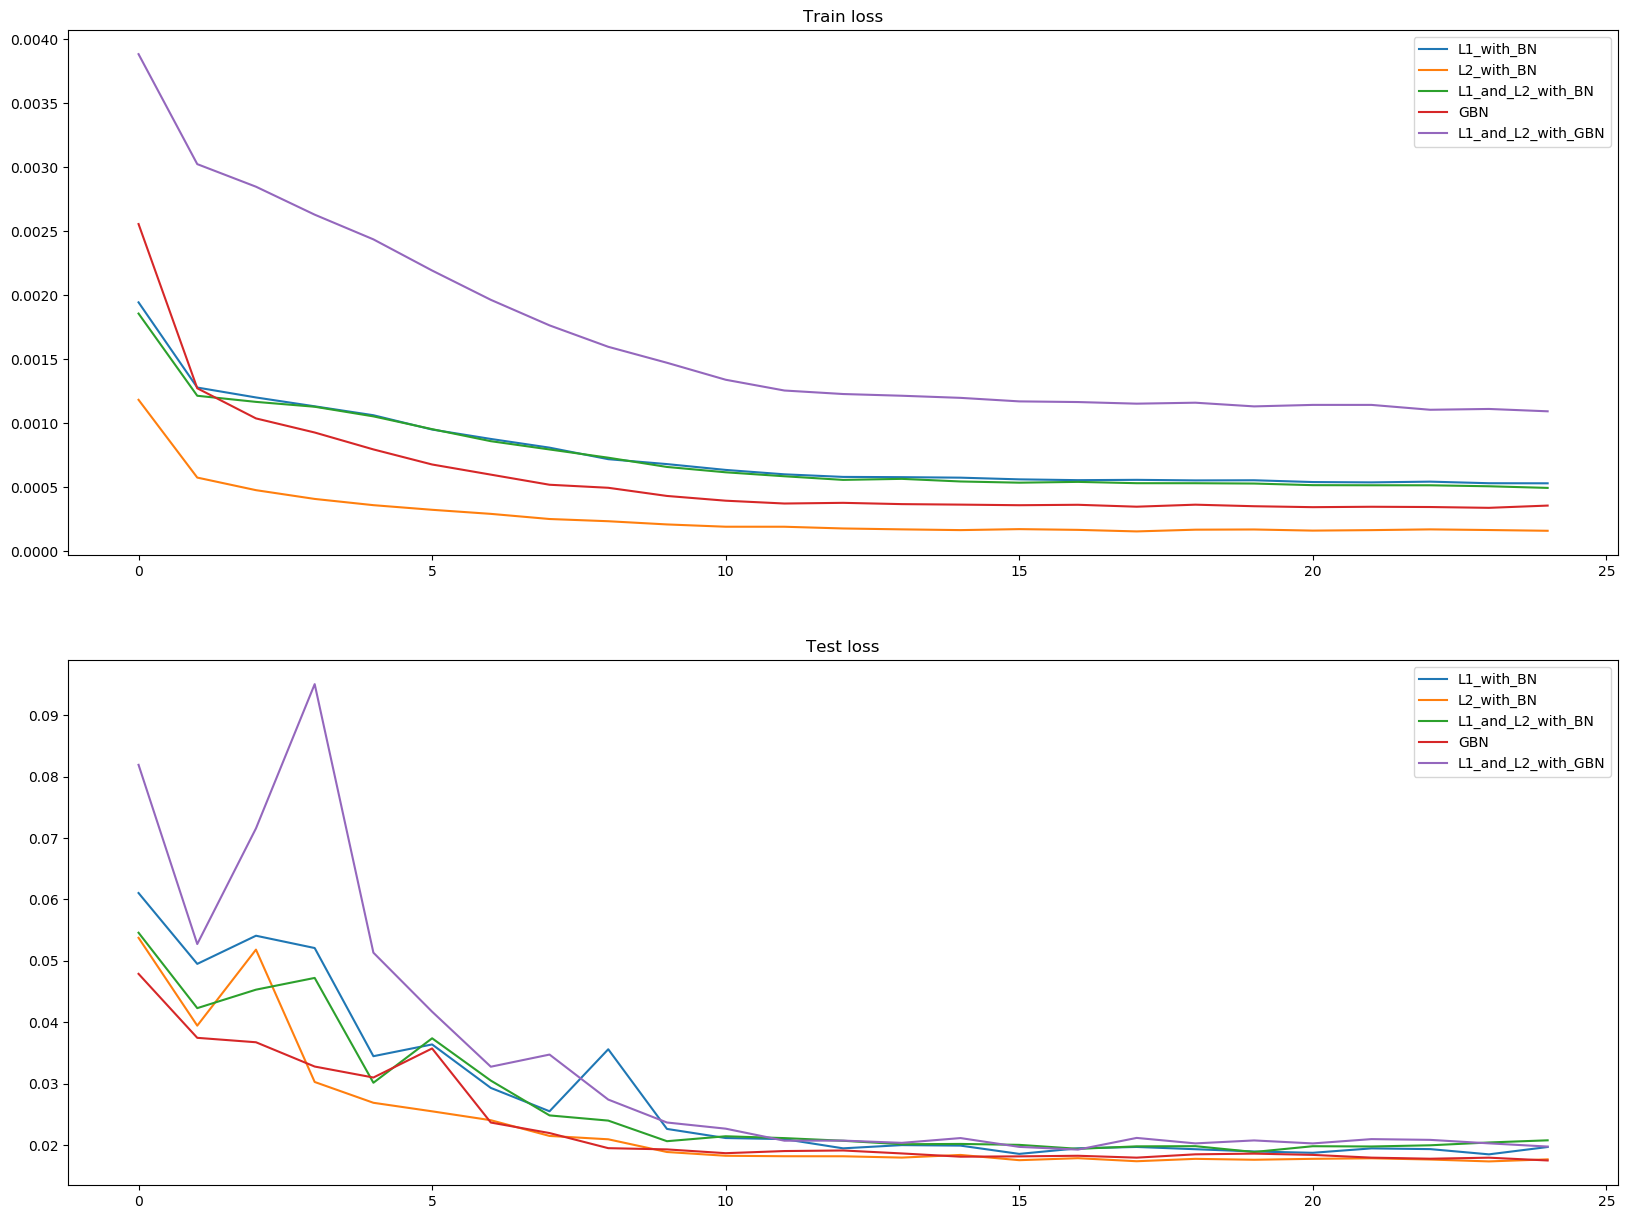 Train loss
0.0040
0.0035
0.0030
0.0025
0.0020
0.0015
0.0010
0.0005
0.0000
L1_with_BN
L2_with_BN
L1_and_L2_with_BN
GBN
L1_and_L2_with_GBN
0 5 10 15 20 25
Test loss
0.09
0.08
0.07
0.06
0.05
0.04
0.03
0.02
L1_with_BN
L2_with_BN
L1_and_L2_with_BN
GBN
L1_and_L2_with_GBN
0 5 10 15 20 25